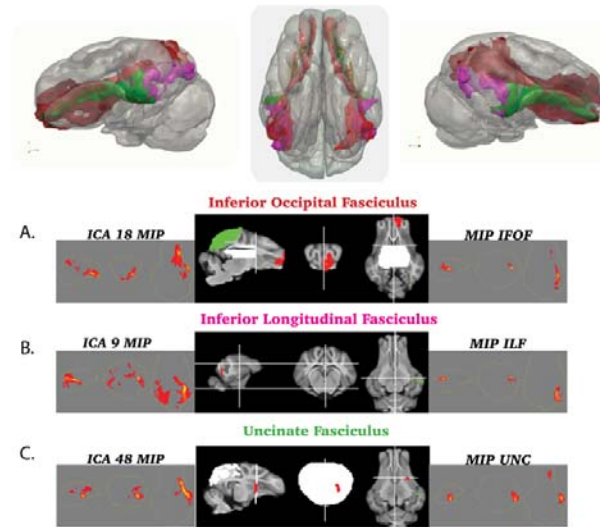 Inferior Occipital Fasciculus
A.
ICA 18 MIP
MIP IFOF
Inferior Longitudinal Fasciculus
B.
ICA 9 MIP
MIP ILF
Uncinate Fasciculus
C.
ICA 48 MIP
MIP UNC